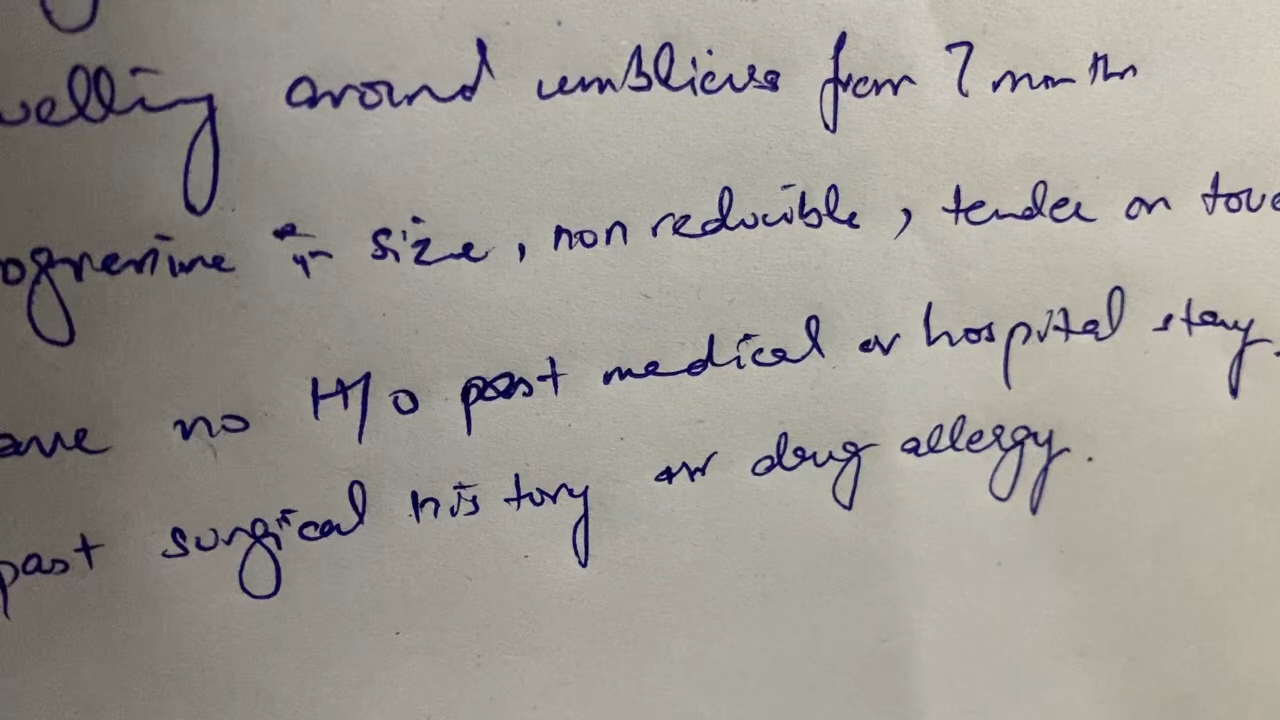 welling around umblicus from 7 month
ogressive in size, non reducible, tender on touc
ave no H/o past medical or hospital stay.
past surgical history or drug allergy.